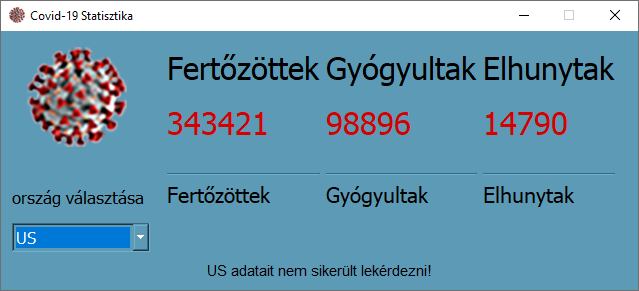 Covid-19 Statisztika
Fertőzöttek Gyógyultak Elhunytak
343421 98896 14790
ország választása
Fertőzöttek Gyógyultak Elhunytak
US
US adatait nem sikerült lekérdezni!